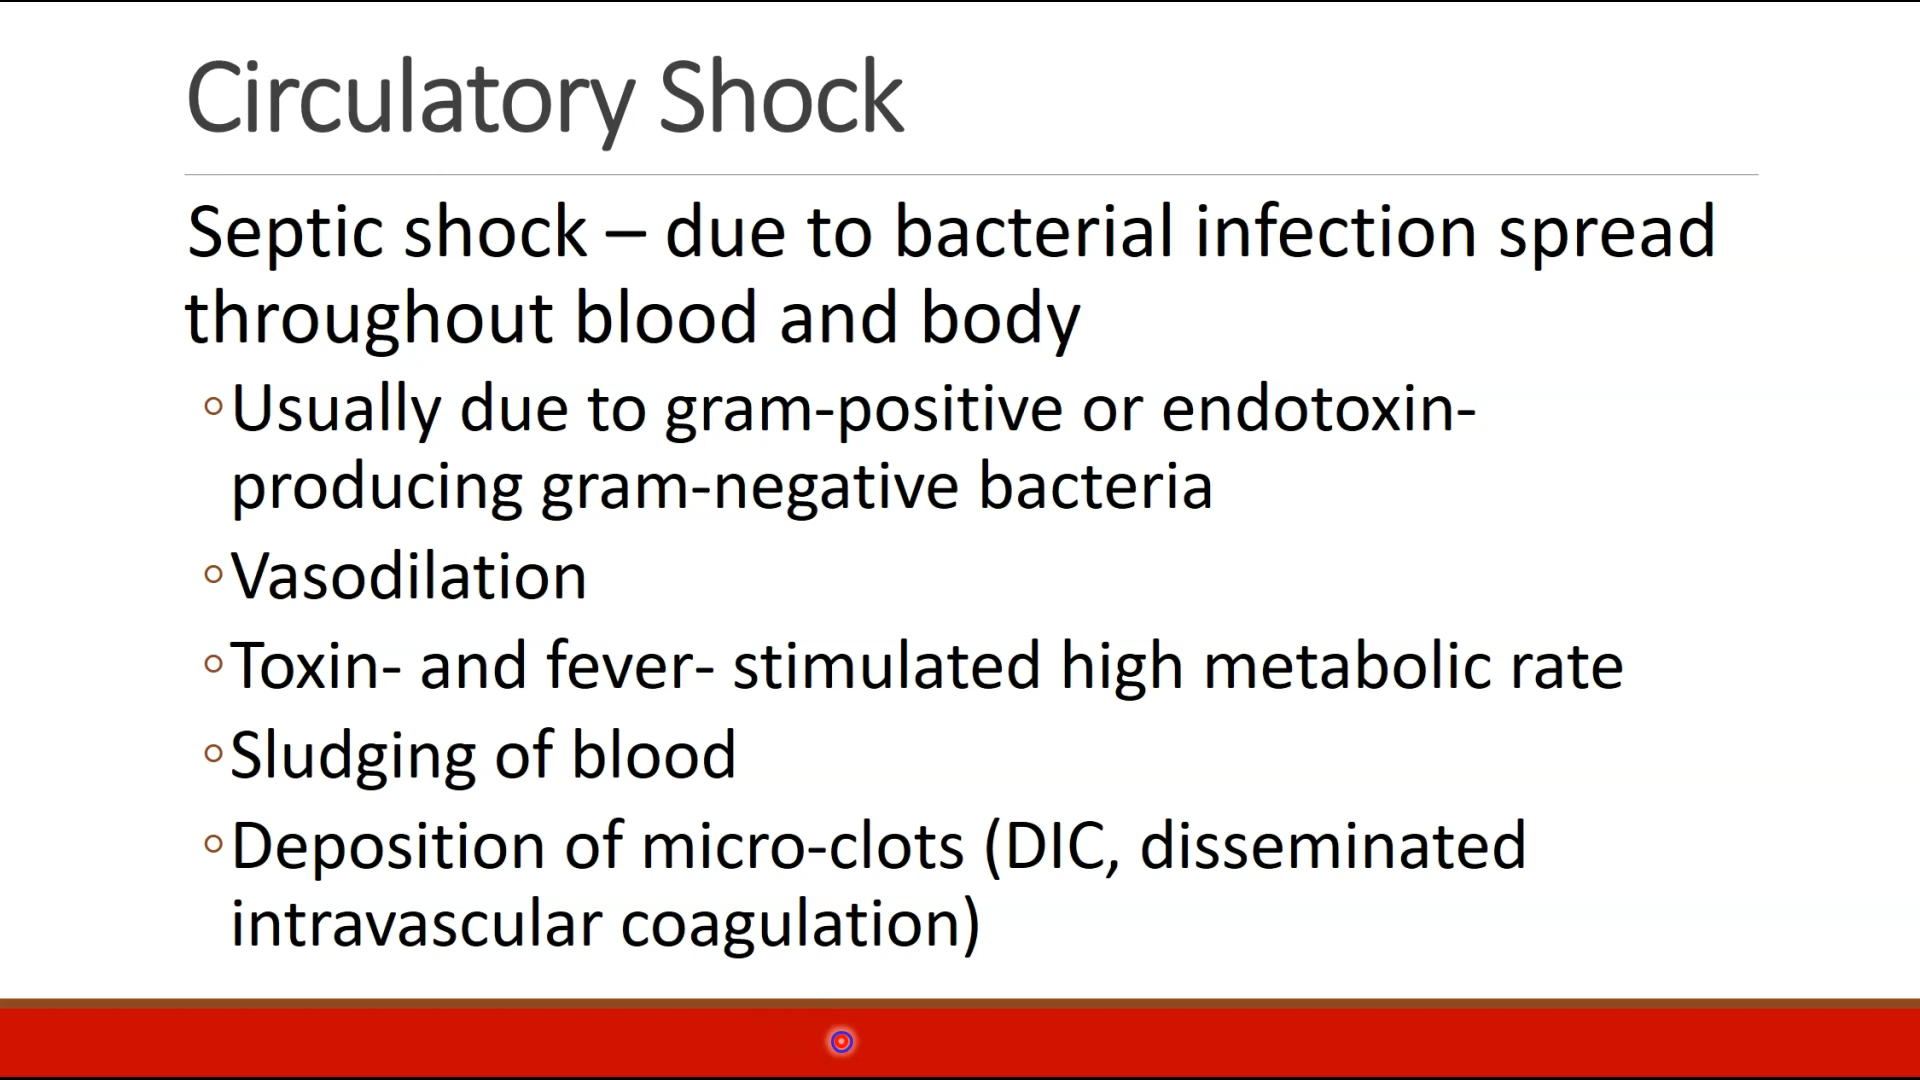 Circulatory Shock
Septic shock – due to bacterial infection spread
throughout blood and body
◦Usually due to gram-positive or endotoxin-
producing gram-negative bacteria
◦Vasodilation
◦Toxin- and fever- stimulated high metabolic rate
◦Sludging of blood
◦Deposition of micro-clots (DIC, disseminated
intravascular coagulation)